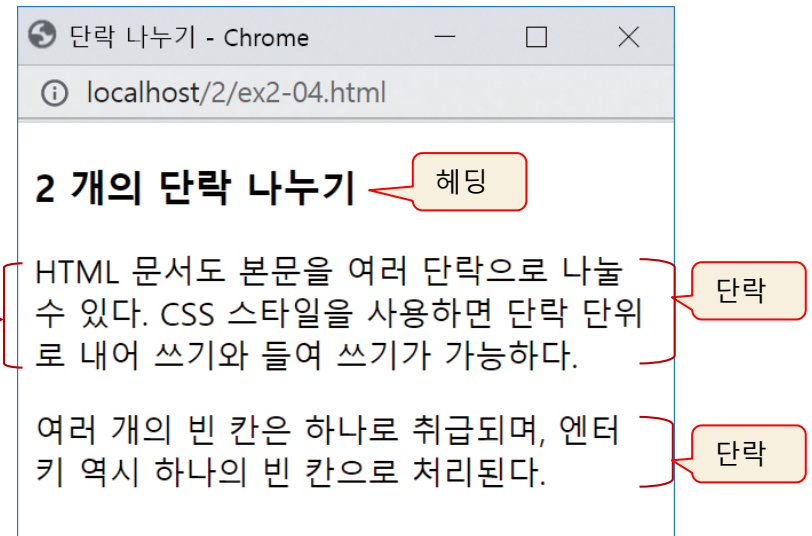 단락 나누기 - Chrome
localhost/2/ex2-04.html
2 개의 단락 나누기
헤딩
HTML 문서도 본문을 여러 단락으로 나눌
수 있다. CSS 스타일을 사용하면 단락 단위
로 내어 쓰기와 들여 쓰기가 가능하다.
단락
여러 개의 빈 칸은 하나로 취급되며, 엔터
키 역시 하나의 빈 칸으로 처리된다.
단락